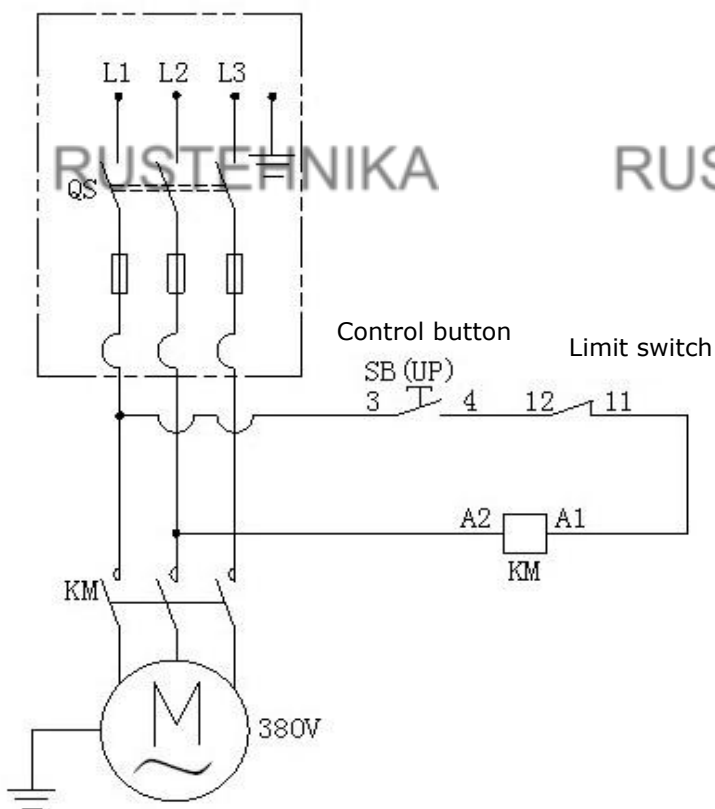 L1 L2 L3
RUSTEHNIKA RUS
QS
Control button
Limit switch
SB (UP)
3 4 12 11
A2 A1
KM
KM
M
380V